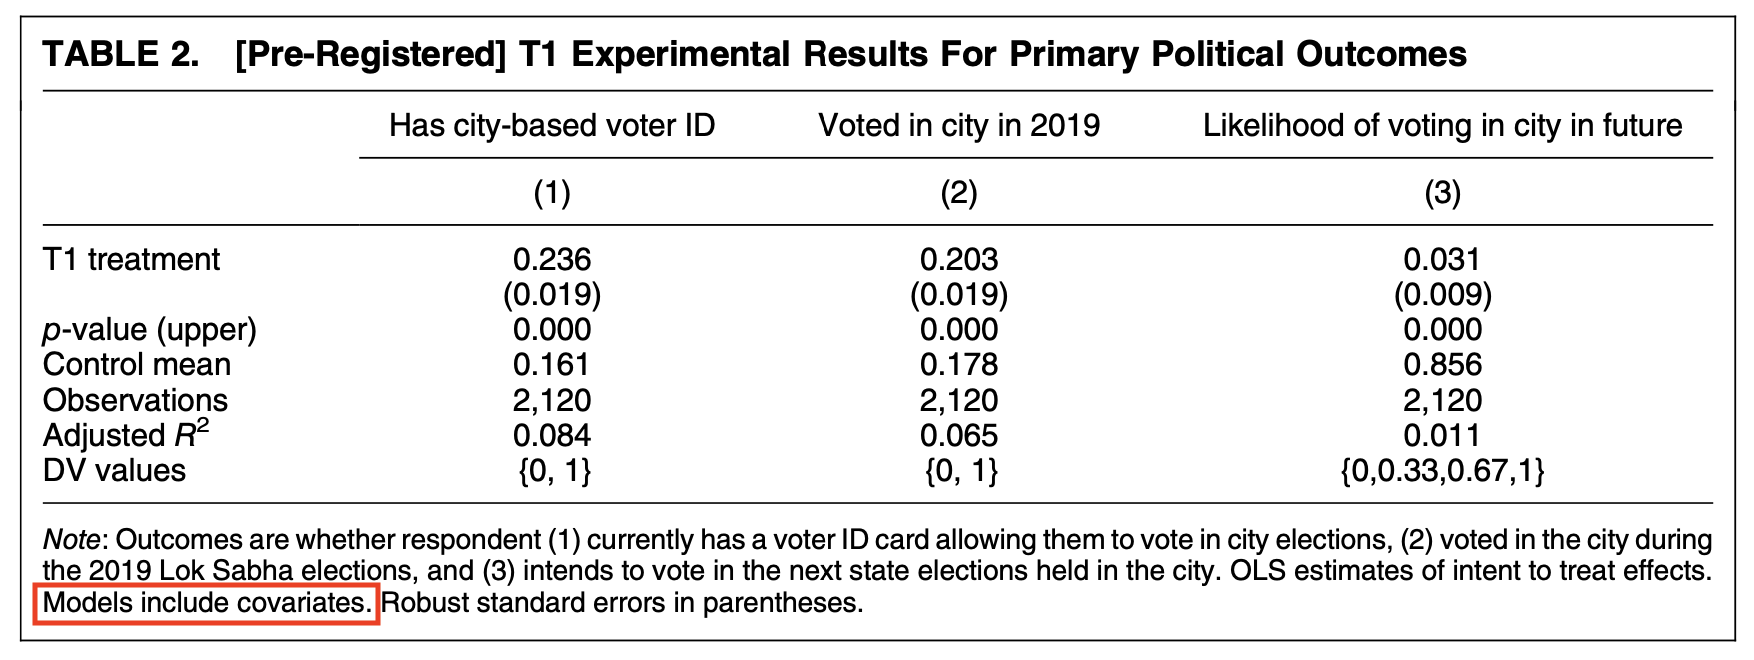 TABLE 2. [Pre-Registered] T1 Experimental Results For Primary Political Outcomes
Has city-based voter ID Voted in city in 2019 Likelihood of voting in city in future
(1) (2) (3)
T1 treatment 0.236 0.203 0.031
(0.019) (0.019) (0.009)
p-value (upper) 0.000 0.000 0.000
Control mean 0.161 0.178 0.856
Observations 2,120 2,120 2,120
Adjusted R² 0.084 0.065 0.011
DV values {0, 1} {0, 1} {0,0.33,0.67,1}
Note: Outcomes are whether respondent (1) currently has a voter ID card allowing them to vote in city elections, (2) voted in the city during
the 2019 Lok Sabha elections, and (3) intends to vote in the next state elections held in the city. OLS estimates of intent to treat effects.
Models include covariates. Robust standard errors in parentheses.